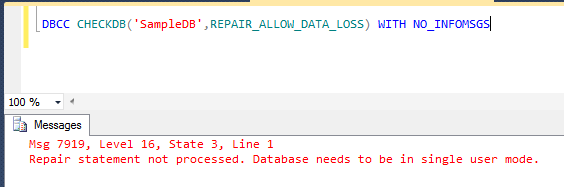 DBCC CHECKDB('SampleDB',REPAIR_ALLOW_DATA_LOSS) WITH NO_INFOMSGS
100 %
Messages
Msg 7919, Level 16, State 3, Line 1
Repair statement not processed. Database needs to be in single user mode.